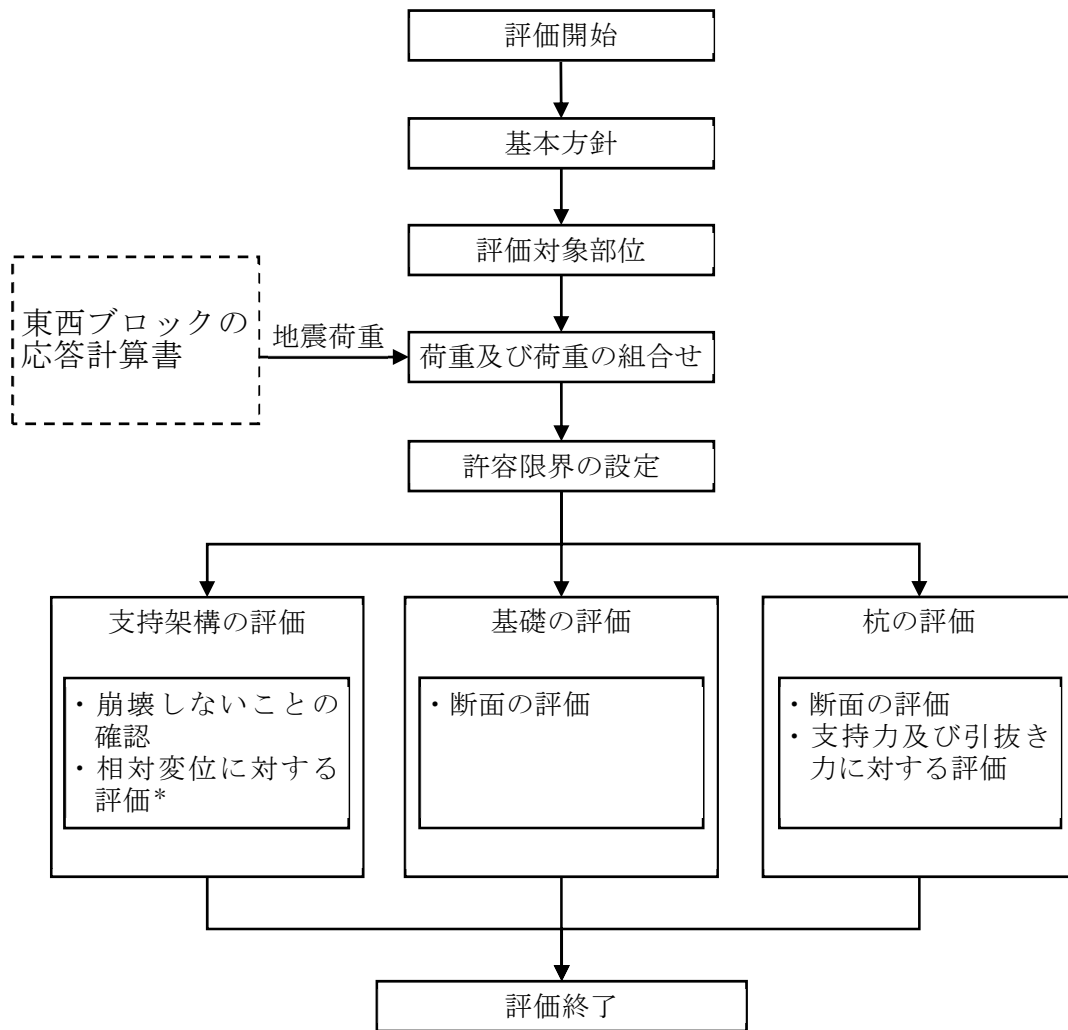 評価開始
基本方針
評価対象部位
東西ブロックの
応答計算書
地震荷重
荷重及び荷重の組合せ
許容限界の設定
支持架構の評価
・崩壊しないことの
確認
・相対変位に対する
評価*
基礎の評価
・断面の評価
杭の評価
・断面の評価
・支持力及び引抜き
力に対する評価
評価終了